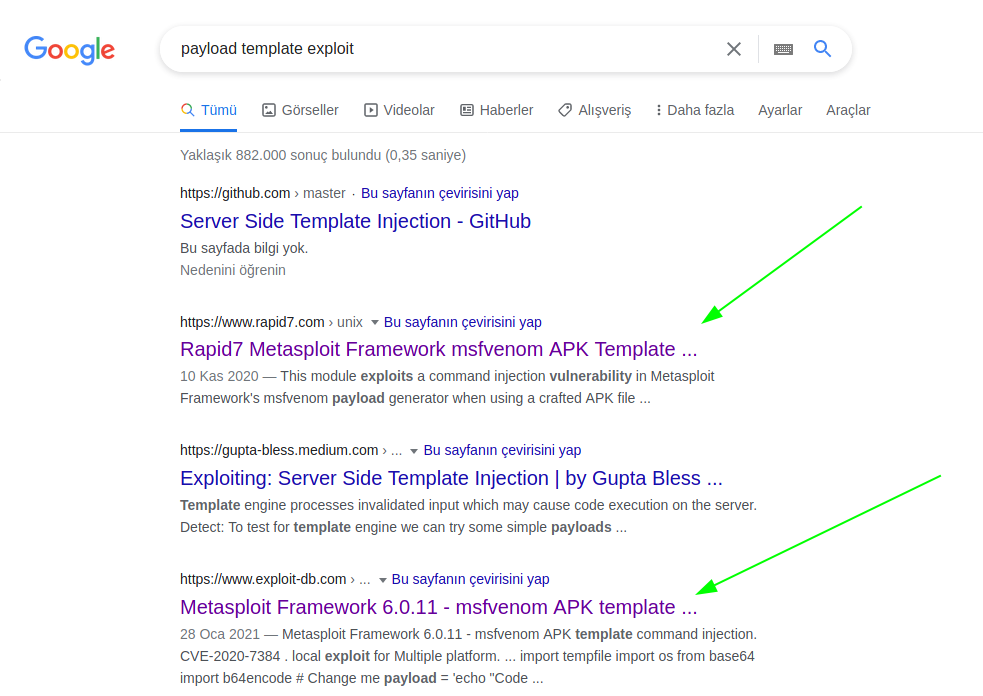 Google
payload template exploit
Tümü Görseller Videolar Haberler Alışveriş Daha fazla Ayarlar Araçlar
Yaklaşık 882.000 sonuç bulundu (0,35 saniye)
https://github.com › master · Bu sayfanın çevirisini yap
Server Side Template Injection - GitHub
Bu sayfada bilgi yok.
Nedenini öğrenin
https://www.rapid7.com › unix Bu sayfanın çevirisini yap
Rapid7 Metasploit Framework msfvenom APK Template ...
10 Kas 2020 — This module exploits a command injection vulnerability in Metasploit
Framework's msfvenom payload generator when using a crafted APK file ...
https://gupta-bless.medium.com › ... Bu sayfanın çevirisini yap
Exploiting: Server Side Template Injection | by Gupta Bless ...
Template engine processes invalidated input which may cause code execution on the server.
Detect: To test for template engine we can try some simple payloads ...
https://www.exploit-db.com › ... Bu sayfanın çevirisini yap
Metasploit Framework 6.0.11 - msfvenom APK template ...
28 Oca 2021 — Metasploit Framework 6.0.11 - msfvenom APK template command injection.
CVE-2020-7384 . local exploit for Multiple platform. ... import tempfile import os from base64
import b64encode # Change me payload = 'echo "Code ...